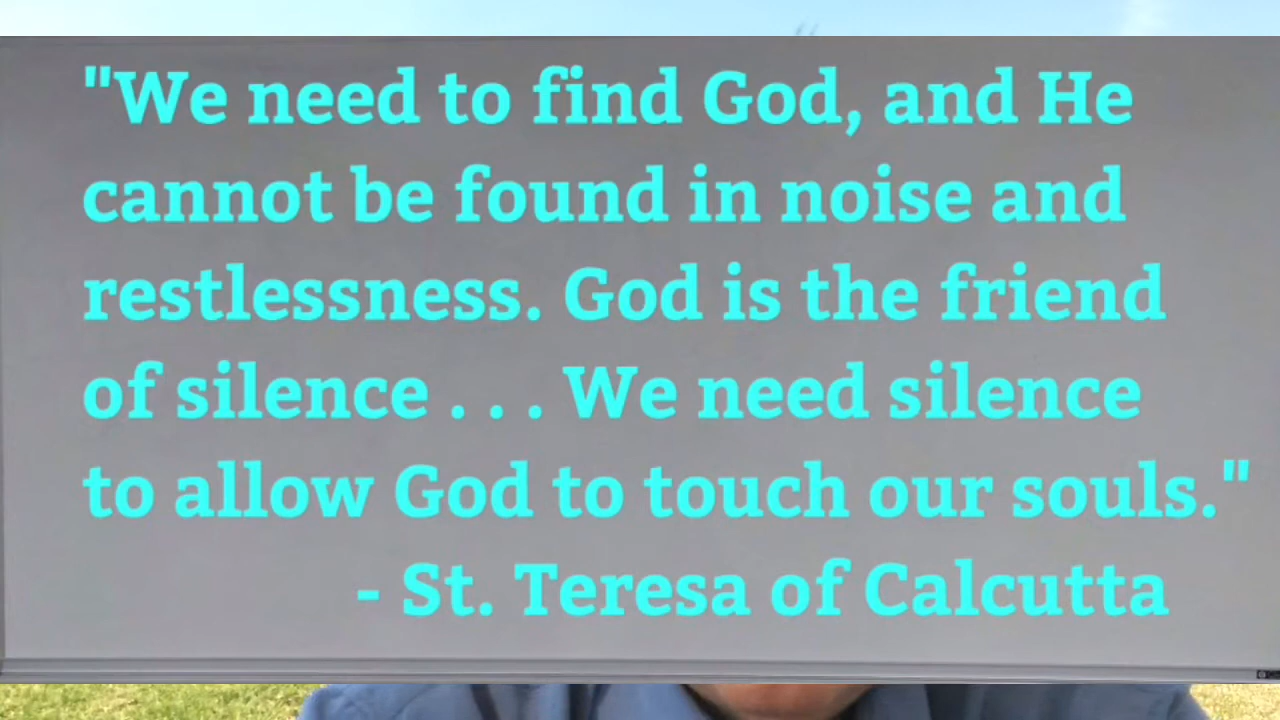 "We need to find God, and He
cannot be found in noise and
restlessness. God is the friend
of silence . . . We need silence
to allow God to touch our souls."
- St. Teresa of Calcutta